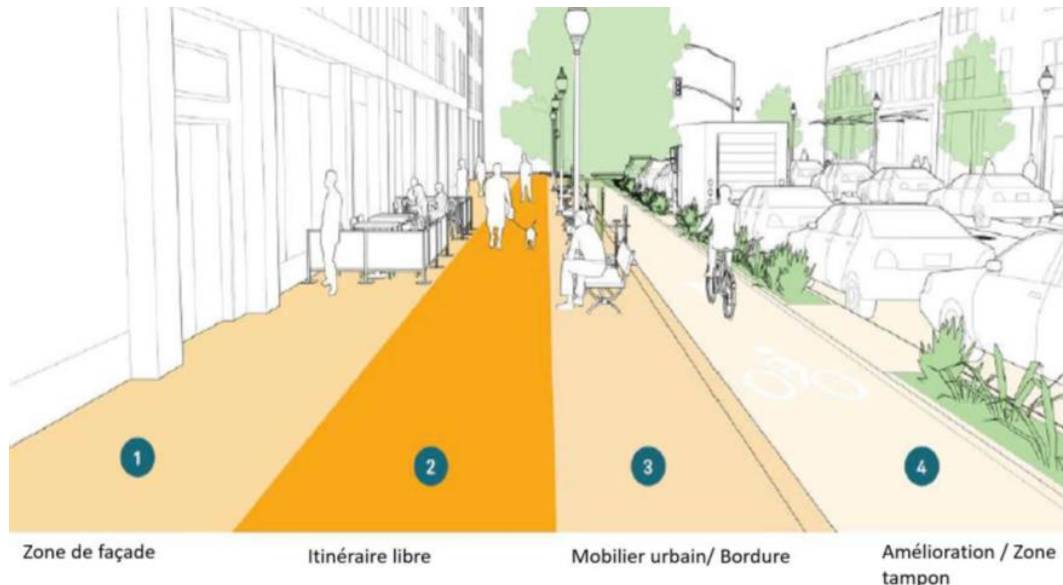 1
2
3
4
Zone de façade
Itinéraire libre
Mobilier urbain/ Bordure
Amélioration / Zone
tampon